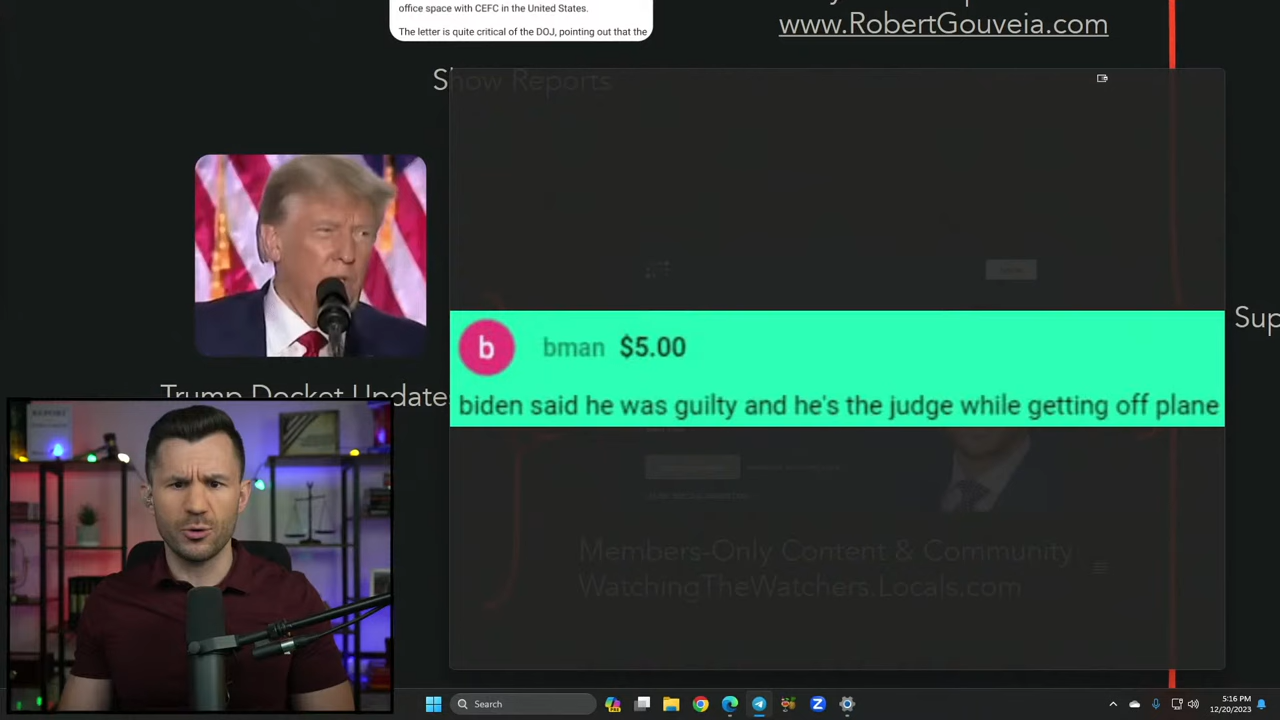 office space with CEFC in the United States.
The letter is quite critical of the DOJ, pointing out that the
www.RobertGouveia.com
Show Reports
b
bman $5.00
biden said he was guilty and he's the judge while getting off plane
Sup
Trump Docket Update
Members-Only Content & Community
WatchingTheWatchers.Locals.com
REPORT
Search
5:16 PM
12/20/2023